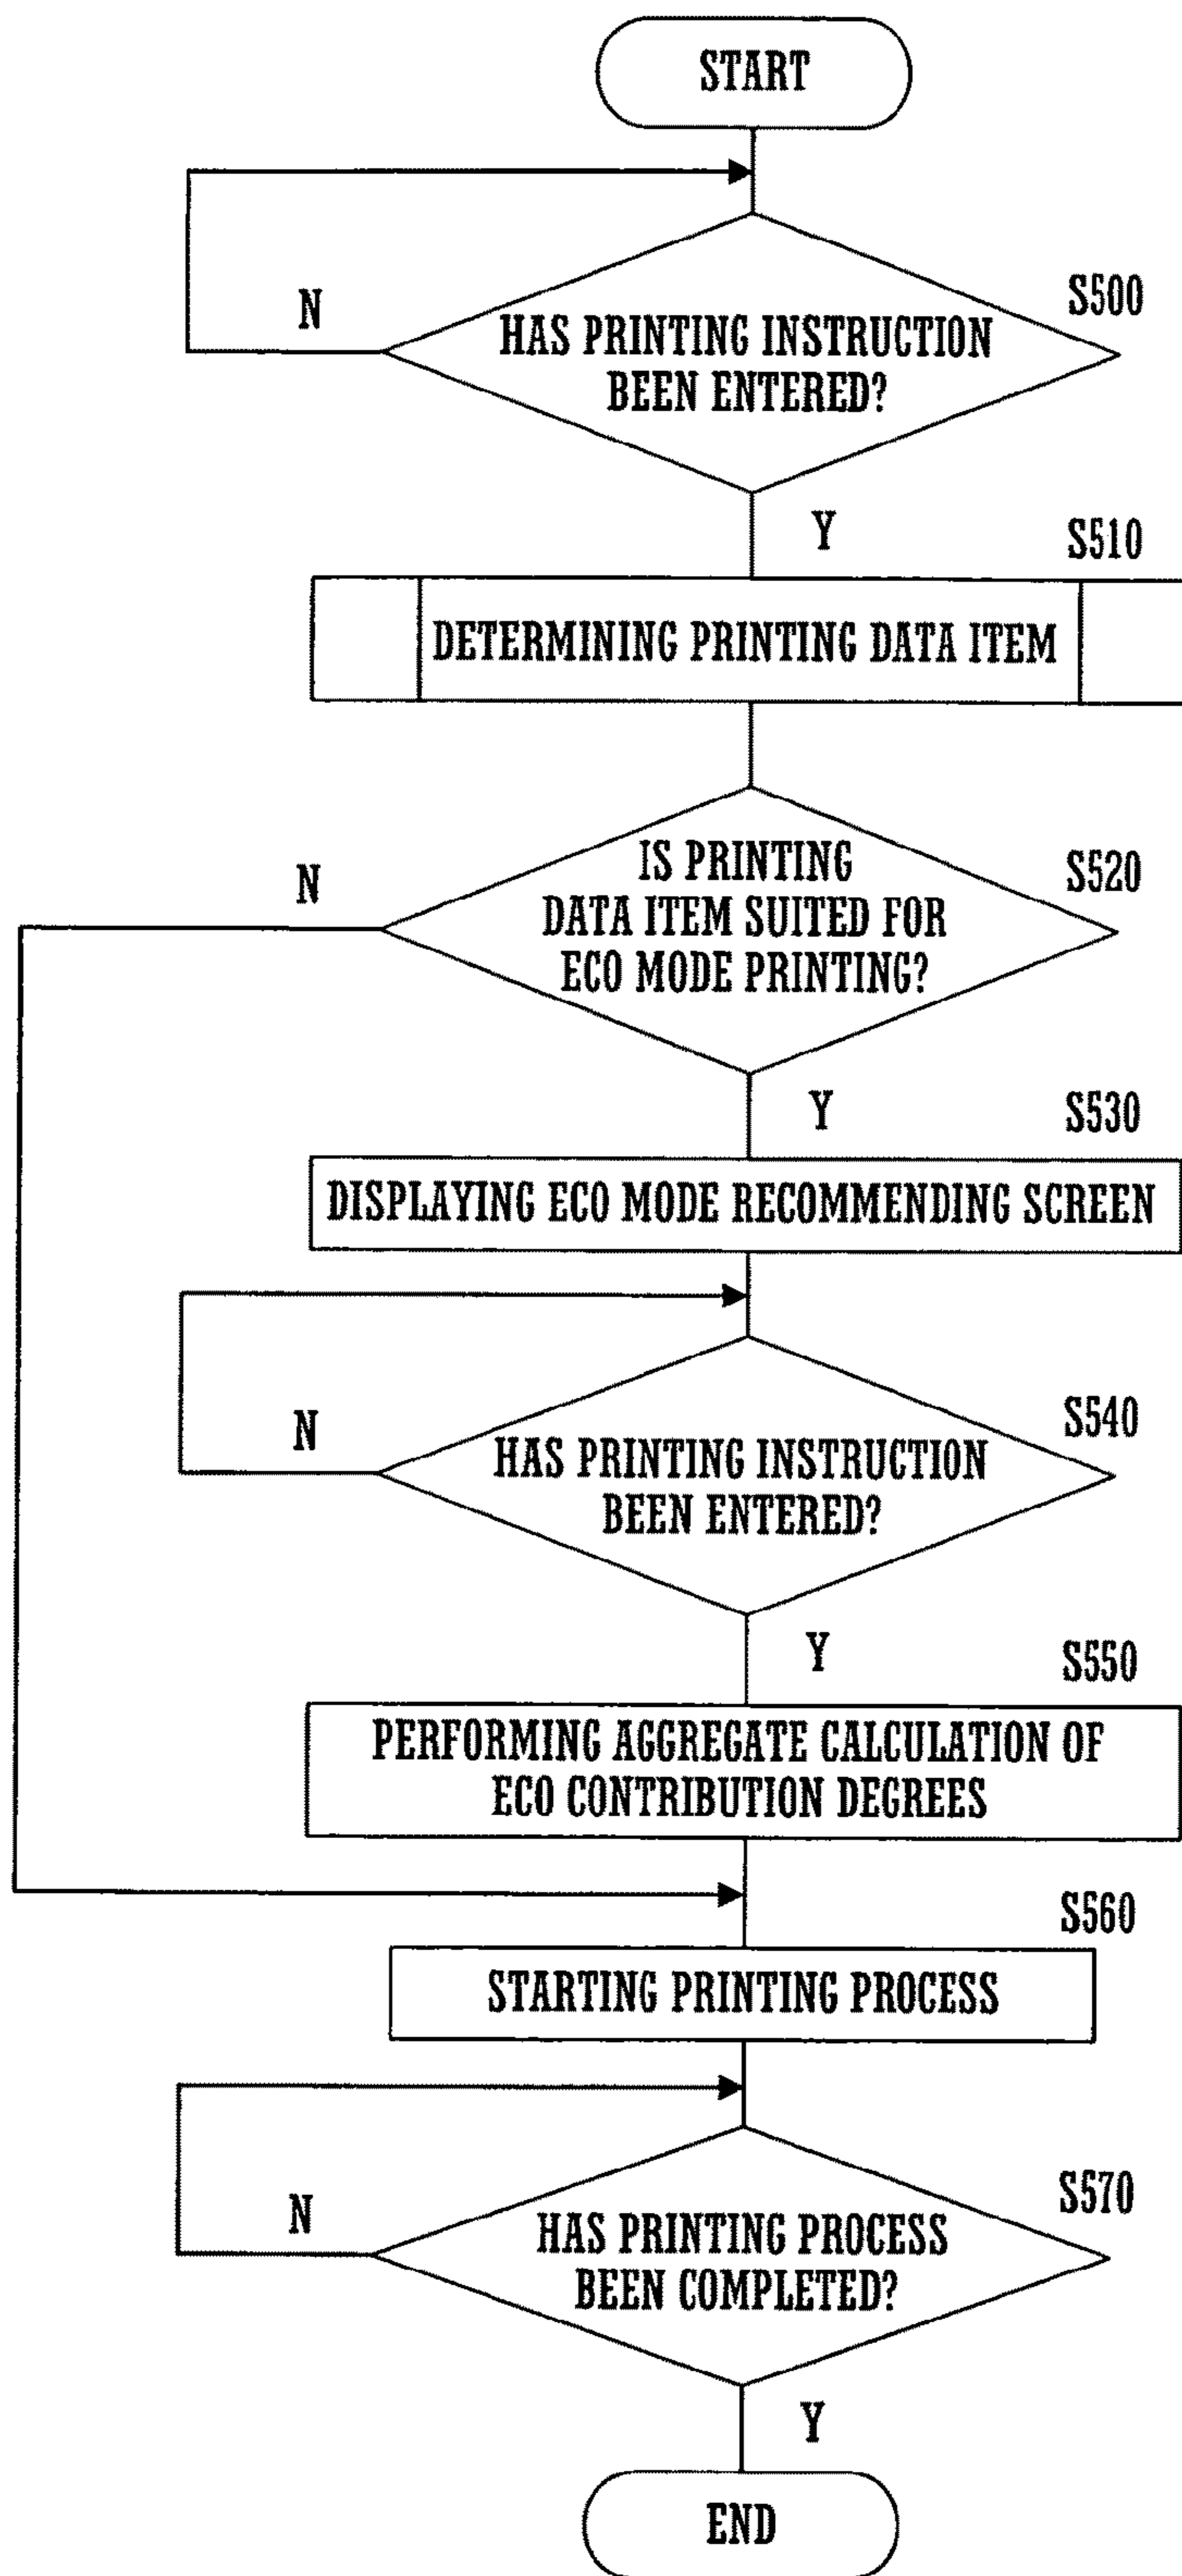 START
N
S500
HAS PRINTING INSTRUCTION
BEEN ENTERED?
Y
S510
DETERMINING PRINTING DATA ITEM
N
S520
IS PRINTING
DATA ITEM SUITED FOR
ECO MODE PRINTING?
Y
S530
DISPLAYING ECO MODE RECOMMENDING SCREEN
N
S540
HAS PRINTING INSTRUCTION
BEEN ENTERED?
Y
S550
PERFORMING AGGREGATE CALCULATION OF
ECO CONTRIBUTION DEGREES
S560
STARTING PRINTING PROCESS
N
S570
HAS PRINTING PROCESS
BEEN COMPLETED?
Y
END